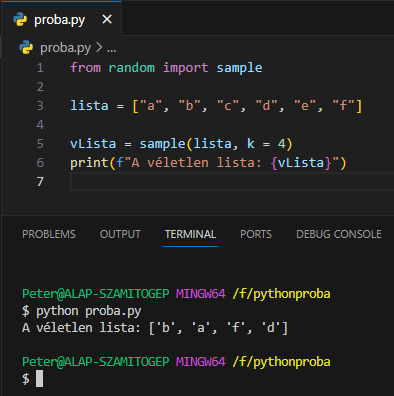 proba.py ×
proba.py > ...
1 from random import sample
2
3 lista = ["a", "b", "c", "d", "e", "f"]
4
5 vLista = sample(lista, k = 4)
6 print(f"A véletlen lista: {vLista}")
7
PROBLEMS OUTPUT TERMINAL PORTS DEBUG CONSOLE
Peter@ALAP-SZAMITOGEP MINGW64 /f/pythonproba
$ python proba.py
A véletlen lista: ['b', 'a', 'f', 'd']
Peter@ALAP-SZAMITOGEP MINGW64 /f/pythonproba
$